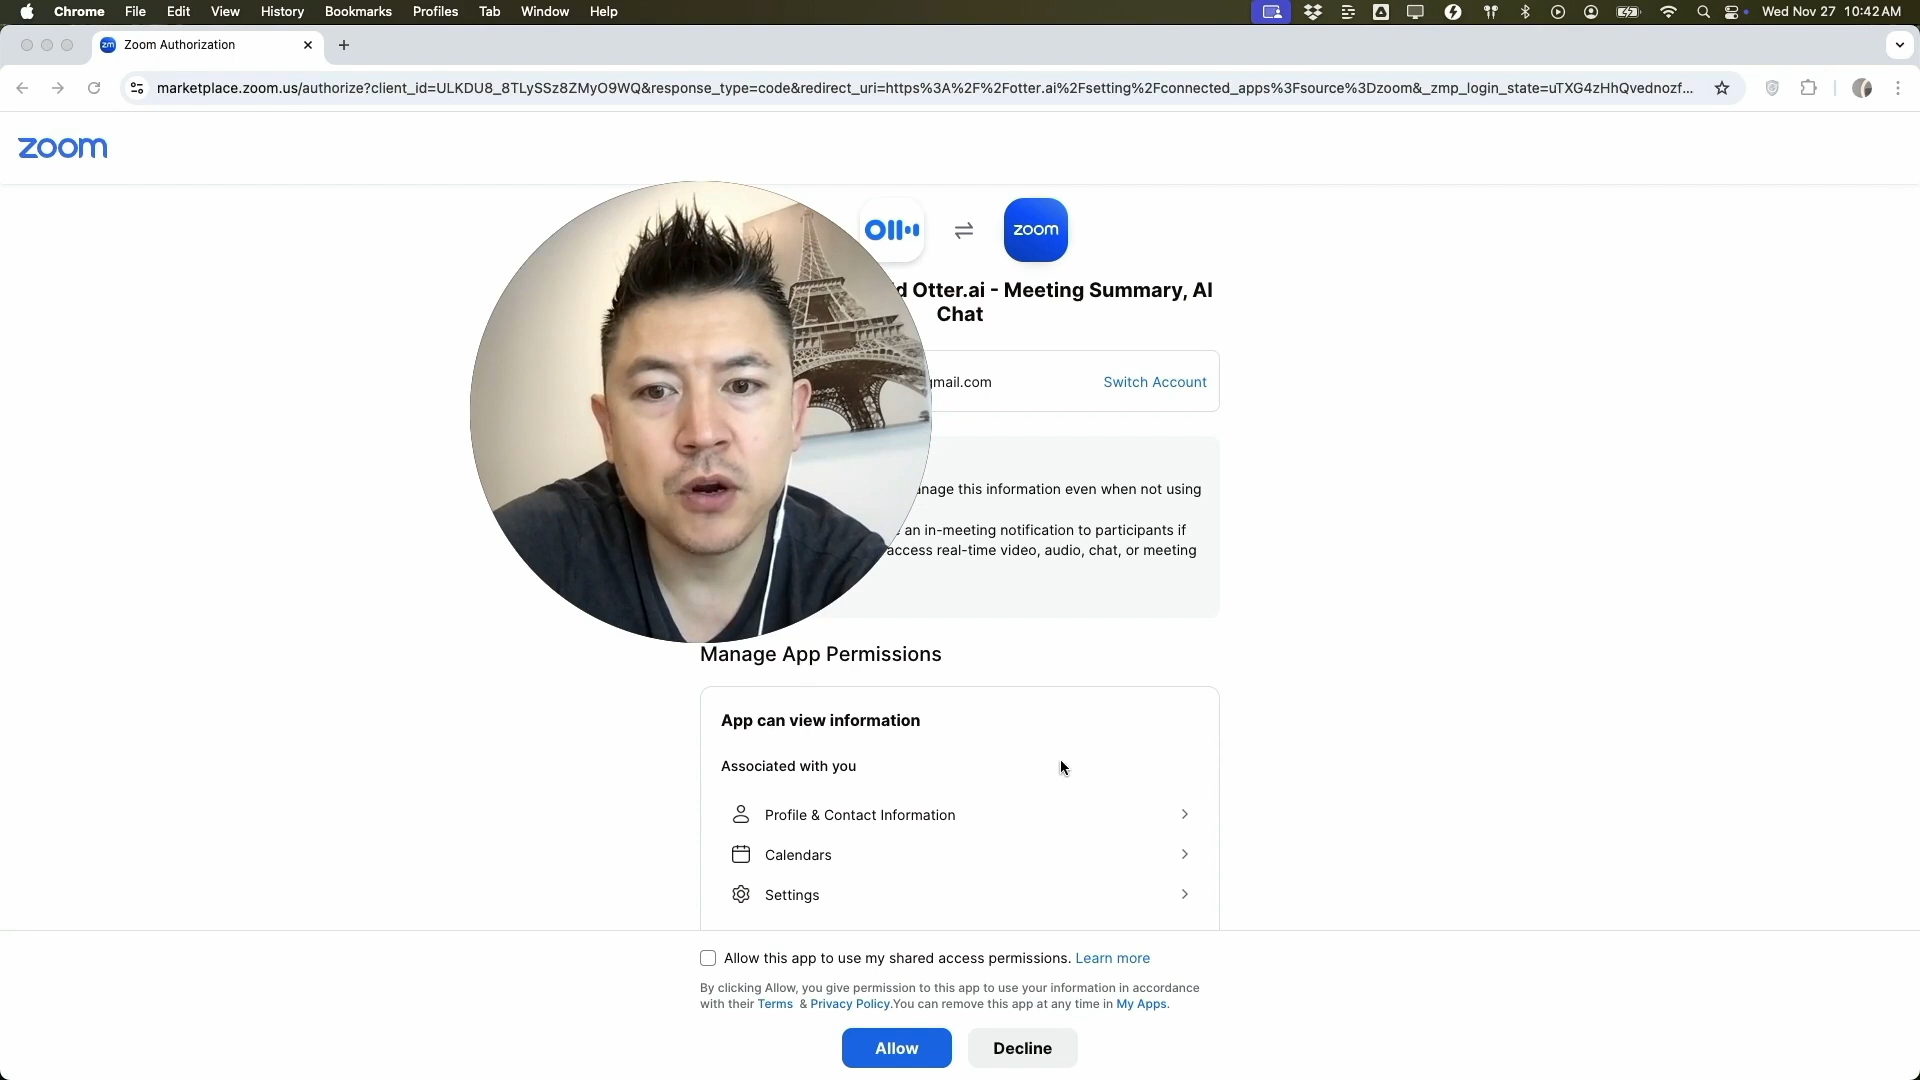 Chrome File Edit View History Bookmarks Profiles Tab Window Help Wed Nov 27 10:42 AM
zm Zoom Authorization
marketplace.zoom.us/authorize?client_id=ULKDU8_8TLySSz8ZMyO9WQ&response_type=code&redirect_uri=https%3A%2F%2Fotter.ai%2Fsetting%2Fconnected_apps%3Fsource%3Dzoom&_zmp_login_state=uTXG4zHhQvednozf...
zoom
zoom
Otter.ai - Meeting Summary, AI
Chat
gmail.com Switch Account
this information even when not using
an in-meeting notification to participants if
access real-time video, audio, chat, or meeting
Manage App Permissions
App can view information
Associated with you
Profile & Contact Information
Calendars
Settings
Allow this app to use my shared access permissions. Learn more
By clicking Allow, you give permission to this app to use your information in accordance
with their Terms & Privacy Policy.You can remove this app at any time in My Apps.
Allow Decline